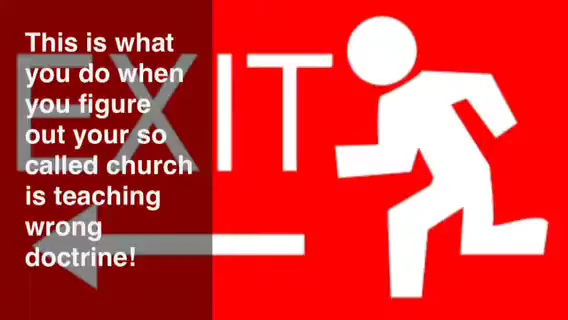 This is what
you do when
you figure
out your so
called church
is teaching
wrong
doctrine!
EXIT